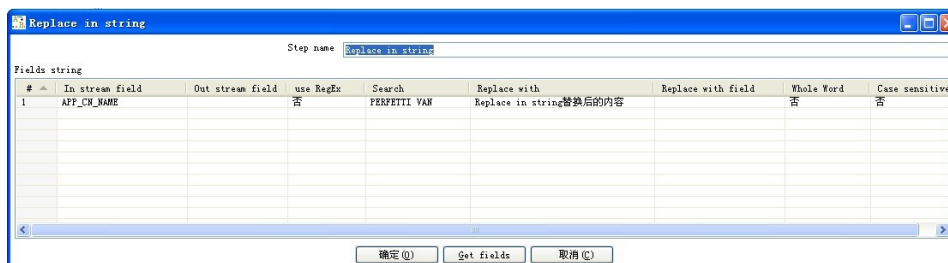 Replace in string
Step name Replace in string
Fields string
# In stream field Out stream field use RegEx Search Replace with Replace with field Whole Word Case sensitive
1 APP_CN_NAME 否 PERFETTI VAN Replace in string替换后的内容 否 否
确定(O) Get fields 取消(C)